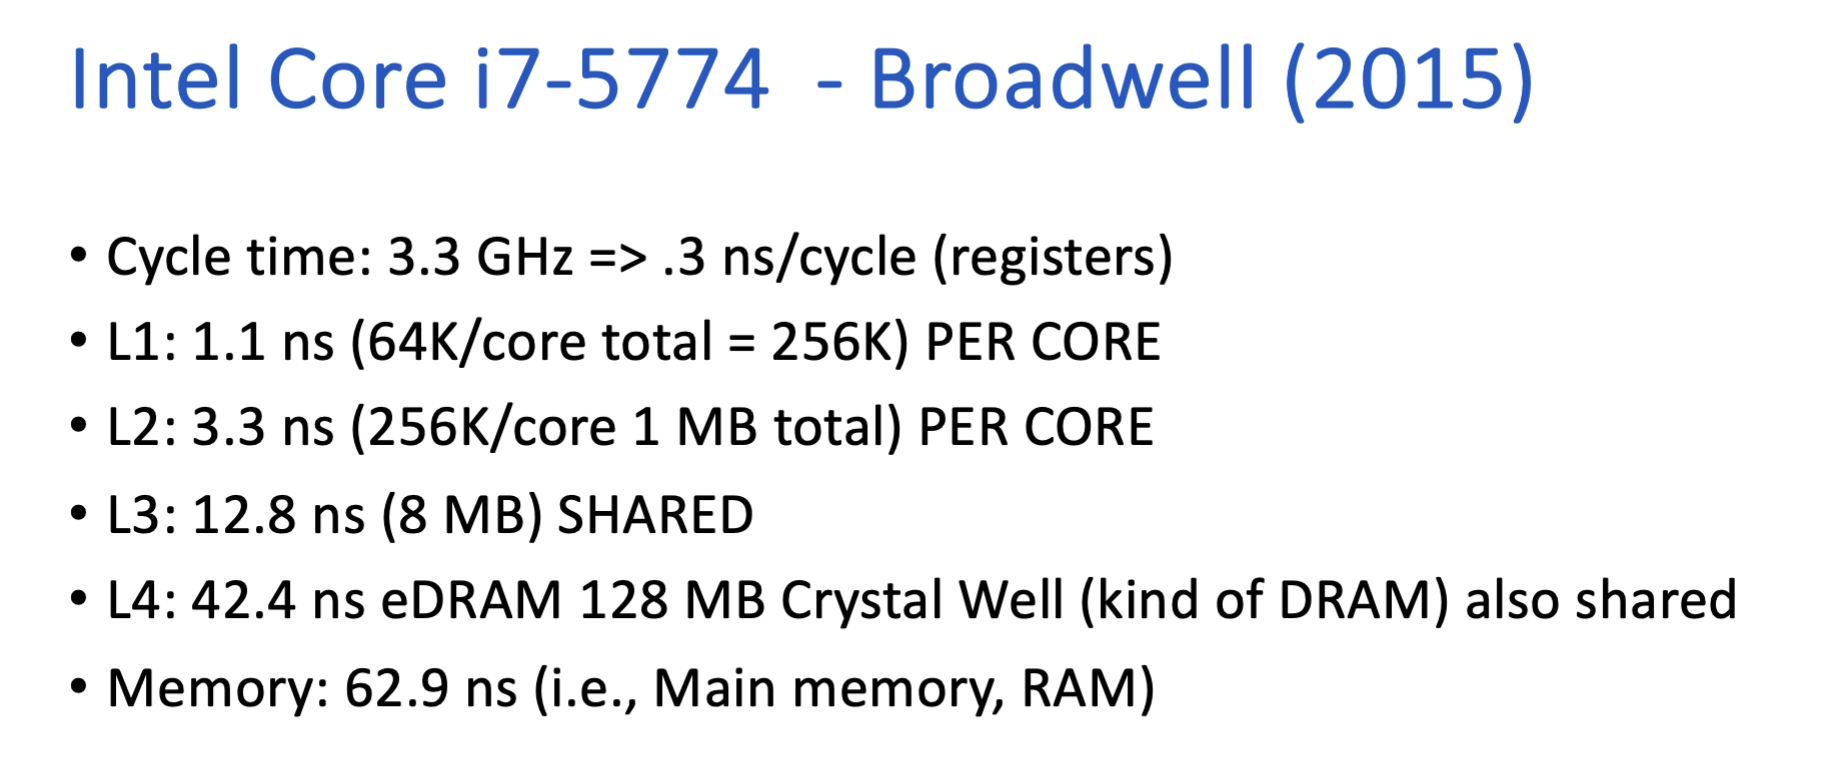 Intel Core i7-5774 - Broadwell (2015)
• Cycle time: 3.3 GHz => .3 ns/cycle (registers)
• L1: 1.1 ns (64K/core total = 256K) PER CORE
• L2: 3.3 ns (256K/core 1 MB total) PER CORE
• L3: 12.8 ns (8 MB) SHARED
• L4: 42.4 ns eDRAM 128 MB Crystal Well (kind of DRAM) also shared
• Memory: 62.9 ns (i.e., Main memory, RAM)